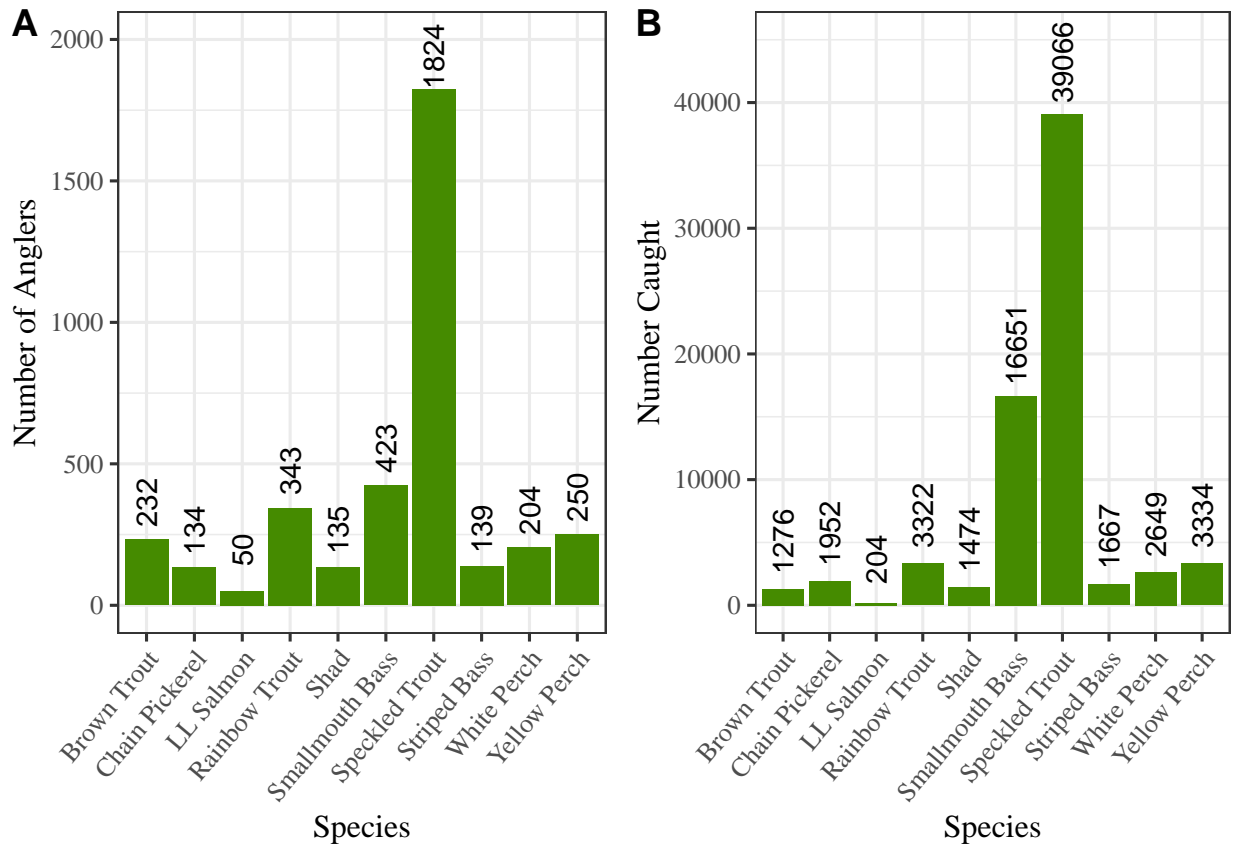 A
Number of Anglers
2000
1500
1000
500
0
232
134
50
343
135
423
1824
139
204
250
Brown Trout
Chain Pickerel
LL Salmon
Rainbow Trout
Shad
Smallmouth Bass
Speckled Trout
Striped Bass
White Perch
Yellow Perch
Species
B
Number Caught
40000
30000
20000
10000
0
1276
1952
204
3322
1474
16651
39066
1667
2649
3334
Brown Trout
Chain Pickerel
LL Salmon
Rainbow Trout
Shad
Smallmouth Bass
Speckled Trout
Striped Bass
White Perch
Yellow Perch
Species